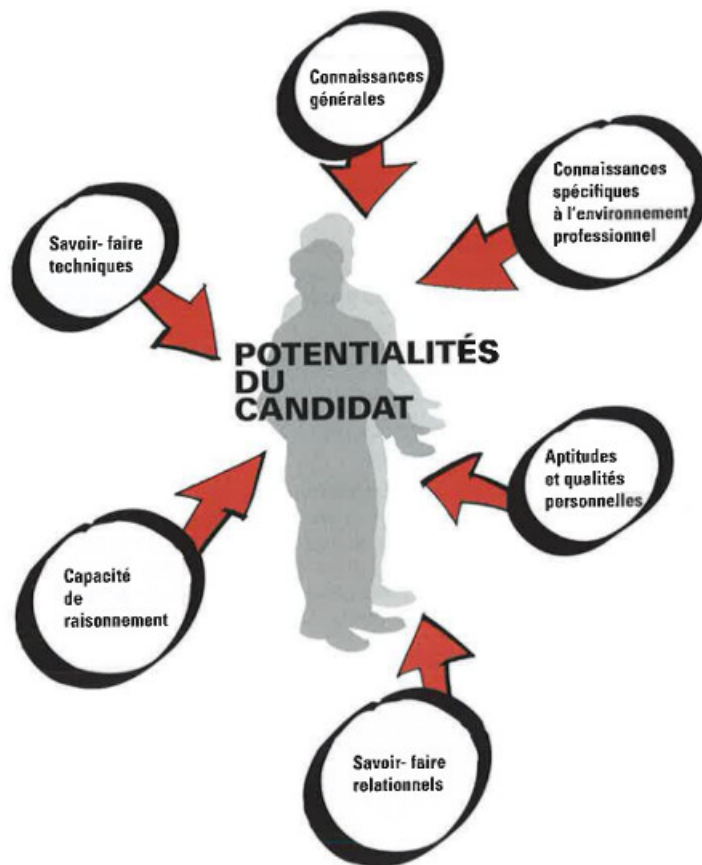 Connaissances
générales
Connaissances
spécifiques
à l'environnement
professionnel
Savoir- faire
techniques
POTENTIALITÉS
DU
CANDIDAT
Aptitudes
et qualités
personnelles
Capacité
de
raisonnement
Savoir- faire
relationnels